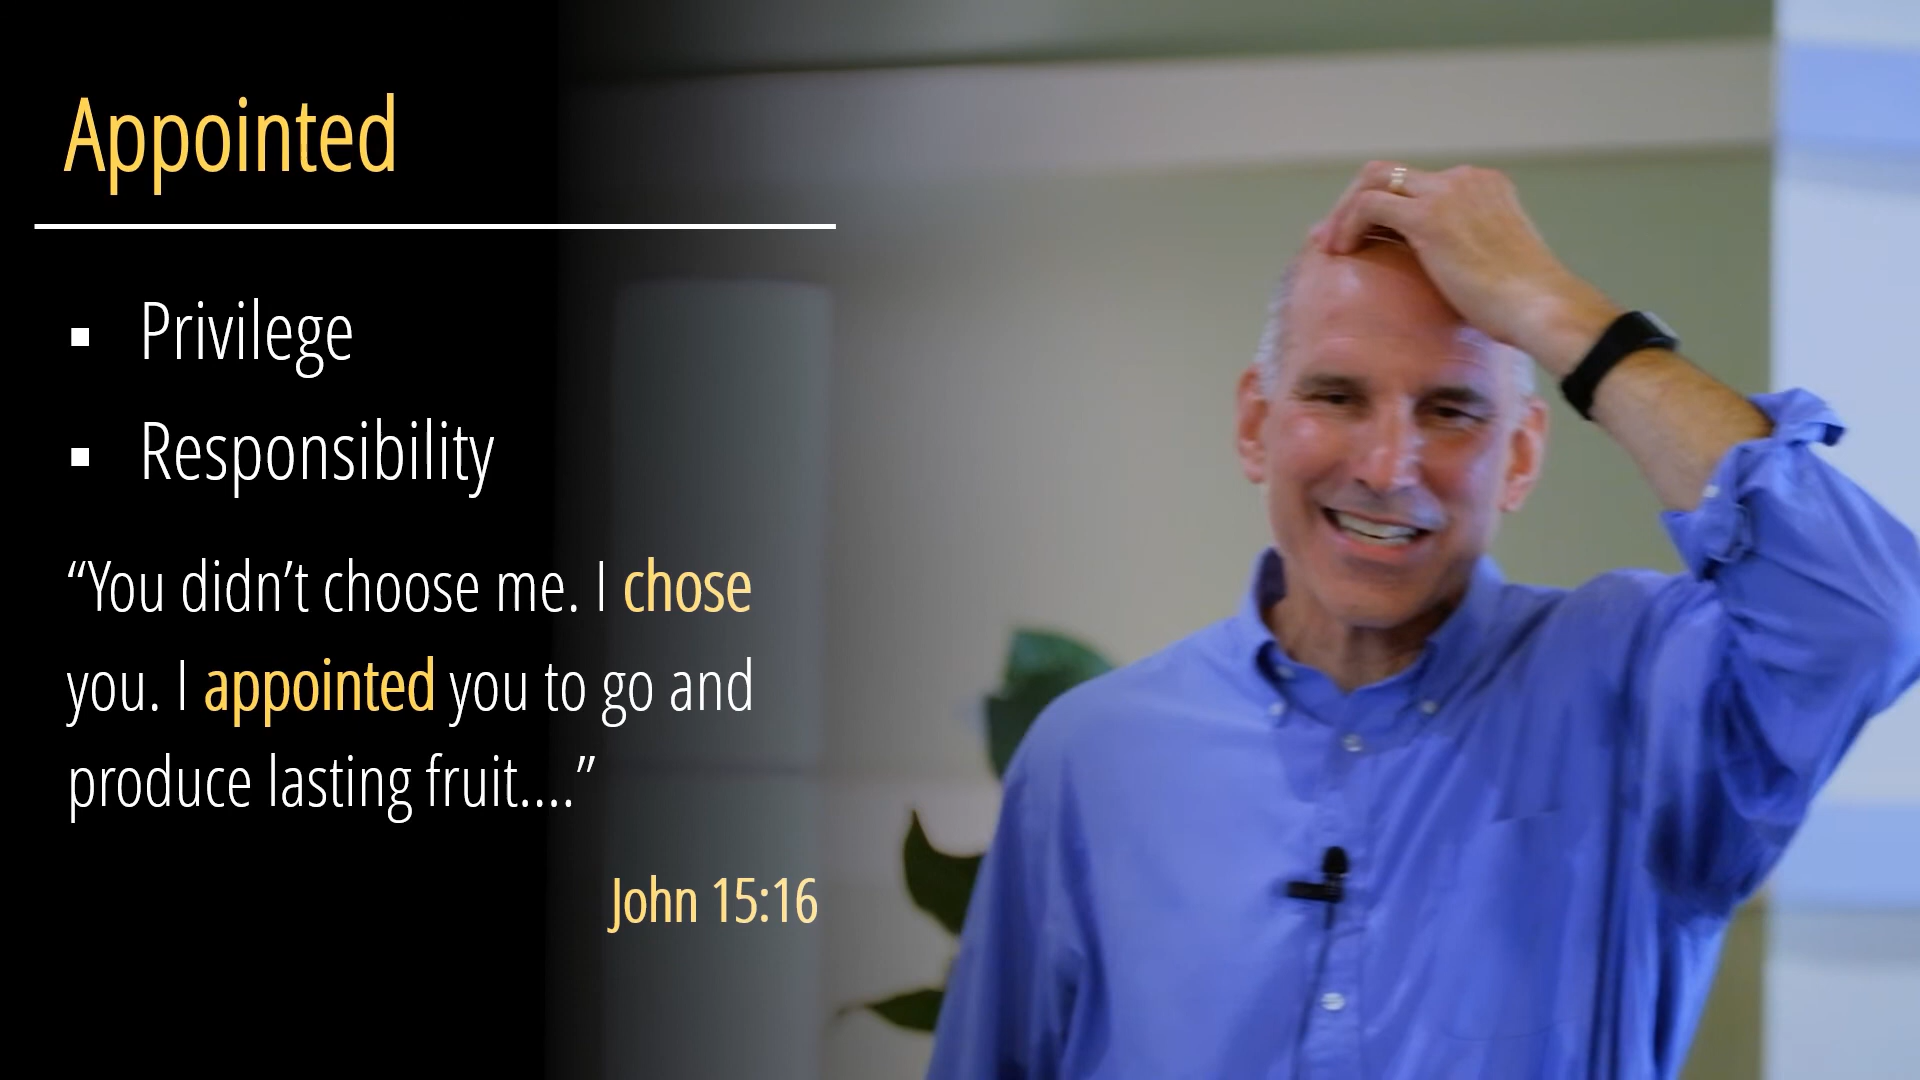 Appointed
▪ Privilege
▪ Responsibility
“You didn’t choose me. I chose
you. I appointed you to go and
produce lasting fruit....”
John 15:16